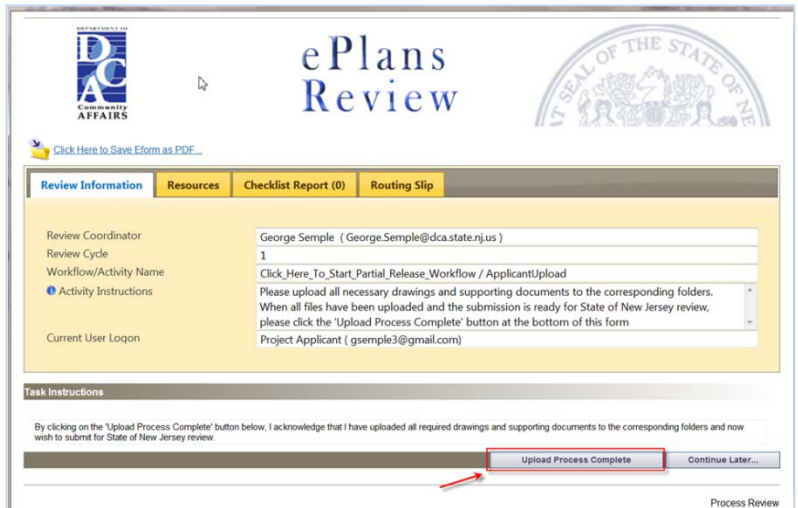 DEPARTMENT OF
DCA
Community
AFFAIRS
ePlans
Review
SEAL OF THE STATE OF NE
Click Here to Save Eform as PDF...
Review Information Resources Checklist Report (0) Routing Slip
Review Coordinator George Semple ( George.Semple@dca.state.nj.us )
Review Cycle 1
Workflow/Activity Name Click_Here_To_Start_Partial_Release_Workflow / ApplicantUpload
Activity Instructions Please upload all necessary drawings and supporting documents to the corresponding folders.
When all files have been uploaded and the submission is ready for State of New Jersey review,
please click the 'Upload Process Complete' button at the bottom of this form
Current User Logon Project Applicant ( gsemple3@gmail.com)
Task Instructions
By clicking on the 'Upload Process Complete' button below, I acknowledge that I have uploaded all required drawings and supporting documents to the corresponding folders and now
wish to submit for State of New Jersey review.
Upload Process Complete Continue Later...
Process Review